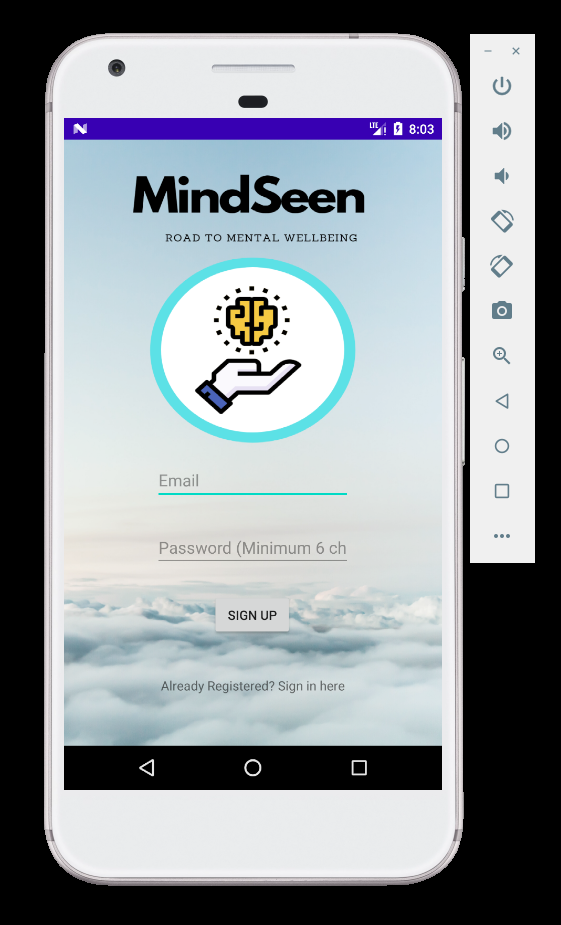 LTE 8:03
MindSeen
ROAD TO MENTAL WELLBEING
Email
Password (Minimum 6 ch
SIGN UP
Already Registered? Sign in here